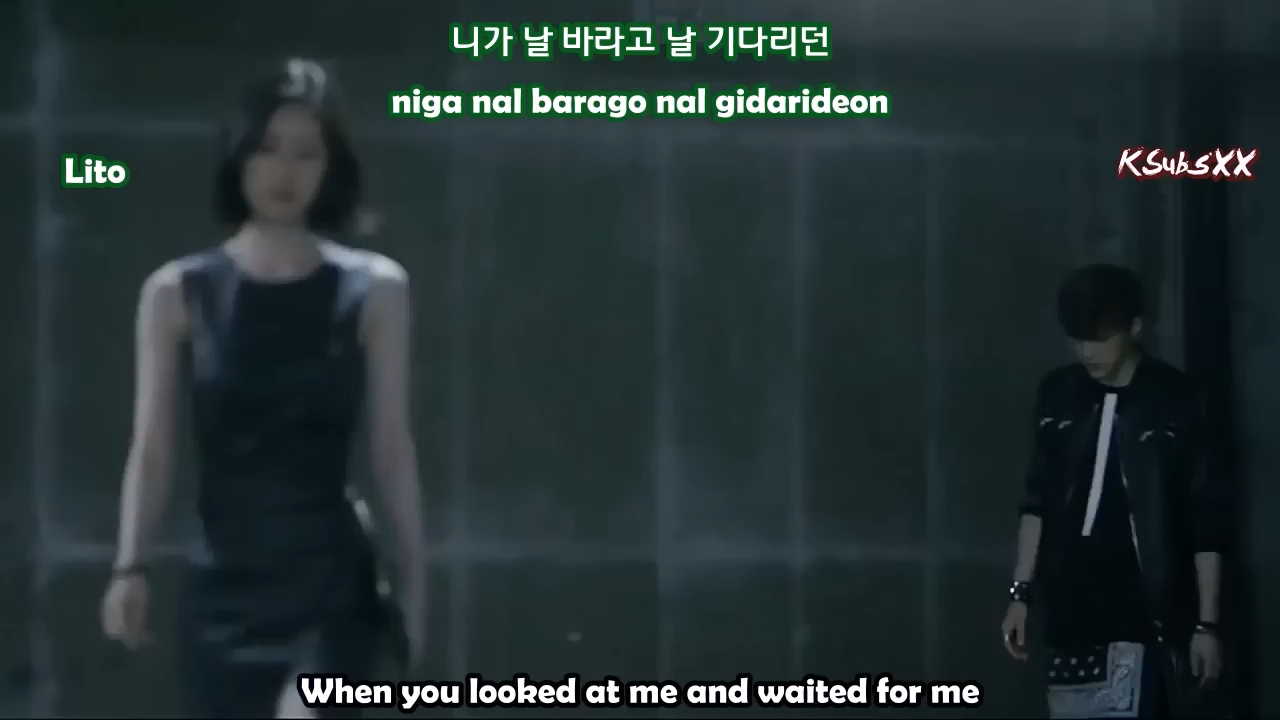 니가 날 바라고 날 기다리던
niga nal barago nal gidarideon
Lito
KSubsXX
When you looked at me and waited for me